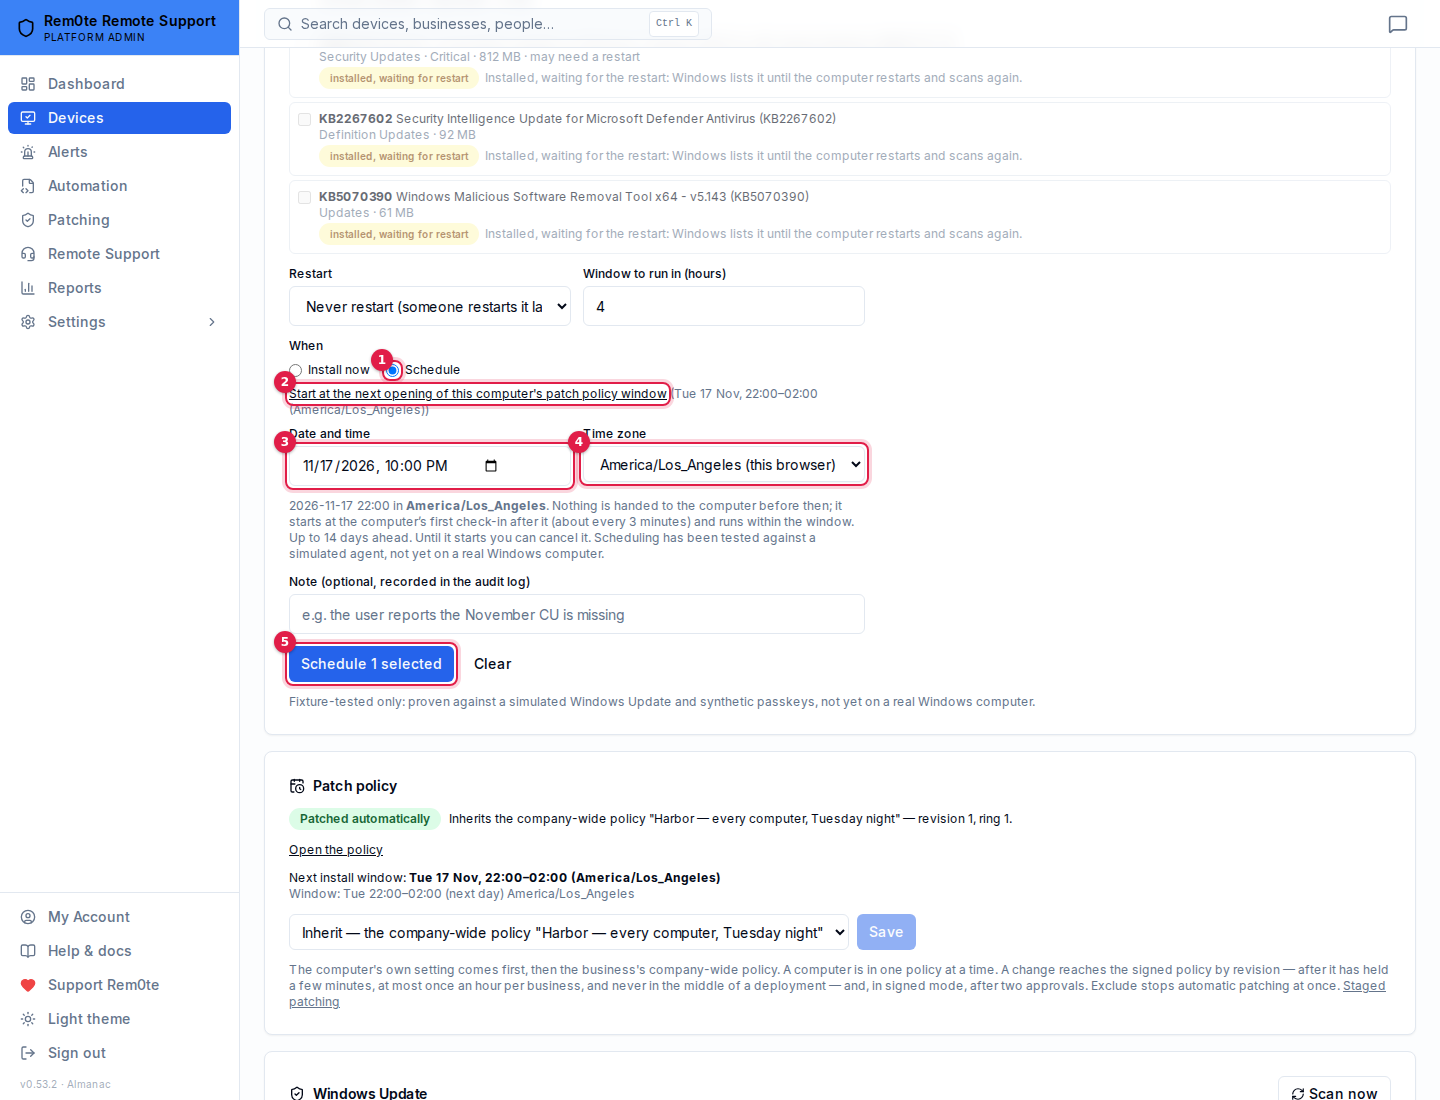 Rem0te Remote Support
PLATFORM ADMIN
Search devices, businesses, people…
Ctrl K
Dashboard
Devices
Alerts
Automation
Patching
Remote Support
Reports
Settings
Security Updates · Critical · 812 MB · may need a restart
installed, waiting for restart Installed, waiting for the restart: Windows lists it until the computer restarts and scans again.
KB2267602 Security Intelligence Update for Microsoft Defender Antivirus (KB2267602)
Definition Updates · 92 MB
installed, waiting for restart Installed, waiting for the restart: Windows lists it until the computer restarts and scans again.
KB5070390 Windows Malicious Software Removal Tool x64 - v5.143 (KB5070390)
Updates · 61 MB
installed, waiting for restart Installed, waiting for the restart: Windows lists it until the computer restarts and scans again.
Restart
Window to run in (hours)
Never restart (someone restarts it la
4
When
1
Install now
Schedule
2
Start at the next opening of this computer's patch policy window (Tue 17 Nov, 22:00–02:00
(America/Los_Angeles))
Date and time
Time zone
3
4
11/17/2026, 10:00 PM
America/Los_Angeles (this browser)
2026-11-17 22:00 in America/Los_Angeles. Nothing is handed to the computer before then; it
starts at the computer's first check-in after it (about every 3 minutes) and runs within the window.
Up to 14 days ahead. Until it starts you can cancel it. Scheduling has been tested against a
simulated agent, not yet on a real Windows computer.
Note (optional, recorded in the audit log)
e.g. the user reports the November CU is missing
5
Schedule 1 selected
Clear
Fixture-tested only: proven against a simulated Windows Update and synthetic passkeys, not yet on a real Windows computer.
Patch policy
Patched automatically Inherits the company-wide policy "Harbor — every computer, Tuesday night" — revision 1, ring 1.
Open the policy
Next install window: Tue 17 Nov, 22:00–02:00 (America/Los_Angeles)
Window: Tue 22:00–02:00 (next day) America/Los_Angeles
Inherit — the company-wide policy "Harbor — every computer, Tuesday night"
Save
The computer's own setting comes first, then the business's company-wide policy. A computer is in one policy at a time. A change reaches the signed policy by revision — after it has held
a few minutes, at most once an hour per business, and never in the middle of a deployment — and, in signed mode, after two approvals. Exclude stops automatic patching at once. Staged
patching
Windows Update
Scan now
My Account
Help & docs
Support Rem0te
Light theme
Sign out
v0.53.2 · Almanac